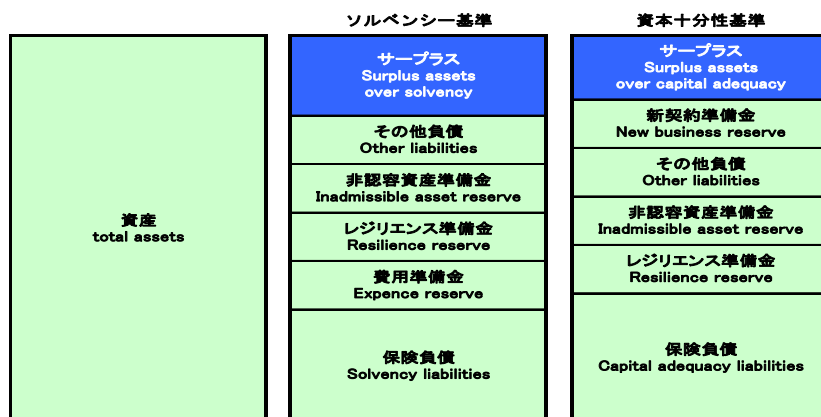 資産
total assets
ソルベンシー基準
サープラス
Surplus assets
over solvency
その他負債
Other liabilities
非認容資産準備金
Inadmissible asset reserve
レジリエンス準備金
Resilience reserve
費用準備金
Expence reserve
保険負債
Solvency liabilities
資本十分性基準
サープラス
Surplus assets
over capital adequacy
新契約準備金
New business reserve
その他負債
Other liabilities
非認容資産準備金
Inadmissible asset reserve
レジリエンス準備金
Resilience reserve
保険負債
Capital adequacy liabilities